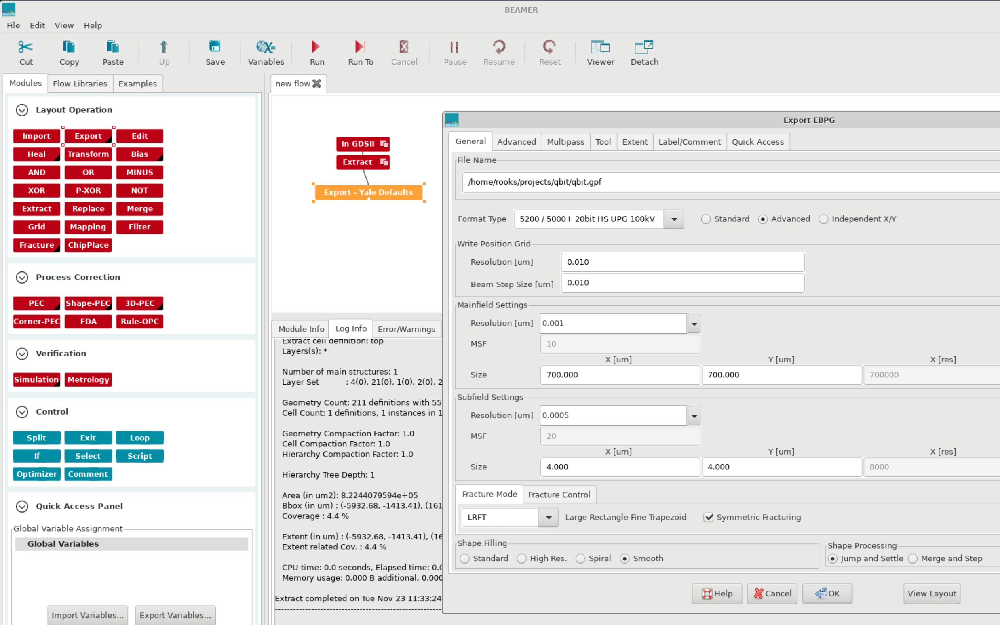 BEAMER
File Edit View Help
Cut Copy Paste Up Save Variables Run Run To Cancel Pause Resume Reset Viewer Detach
Modules Flow Libraries Examples
Layout Operation
Import Export Edit
Heal Transform Bias
AND OR MINUS
XOR P-XOR NOT
Extract Replace Merge
Grid Mapping Filter
Fracture ChipPlace
Process Correction
PEC Shape-PEC 3D-PEC
Corner-PEC FDA Rule-OPC
Verification
Simulation Metrology
Control
Split Exit Loop
If Select Script
Optimizer Comment
Quick Access Panel
Global Variable Assignment
Global Variables
Import Variables... Export Variables...
new flow
In GDSII
Extract
Export - Yale Defaults
Module Info Log Info Error/Warnings
Extract cell definition: top
Layers(s): *
Number of main structures: 1
Layer Set : 4(0), 21(0), 1(0), 2(0), 2
Geometry Count: 211 definitions with 55
Cell Count: 1 definitions, 1 instances in 1
Geometry Compaction Factor: 1.0
Cell Compaction Factor: 1.0
Hierarchy Compaction Factor: 1.0
Hierarchy Tree Depth: 1
Area (in um2): 8.2244079594e+05
Bbox (in um) : (-5932.68, -1413.41), (161
Coverage : 4.4 %
Extent (in um) : (-5932.68, -1413.41), (16
Extent related Cov. : 4.4 %
CPU time: 0.0 seconds, Elapsed time: 0.0
Memory usage: 0.000 B additional, 0.000
Extract completed on Tue Nov 23 11:33:24
Export EBPG
General Advanced Multipass Tool Extent Label/Comment Quick Access
File Name
/home/rooks/projects/qbit/qbit.gpf
Format Type 5200 / 5000+ 20bit HS UPG 100kV Standard Advanced Independent X/Y
Write Position Grid
Resolution [um] 0.010
Beam Step Size [um] 0.010
Mainfield Settings
Resolution [um] 0.001
MSF 10
X [um] Y [um] X [res]
Size 700.000 700.000 700000
Subfield Settings
Resolution [um] 0.0005
MSF 20
X [um] Y [um] X [res]
Size 4.000 4.000 8000
Fracture Mode Fracture Control
LRFT Large Rectangle Fine Trapezoid Symmetric Fracturing
Shape Filling
Standard High Res. Spiral Smooth
Shape Processing
Jump and Settle Merge and Step
Help Cancel OK View Layout